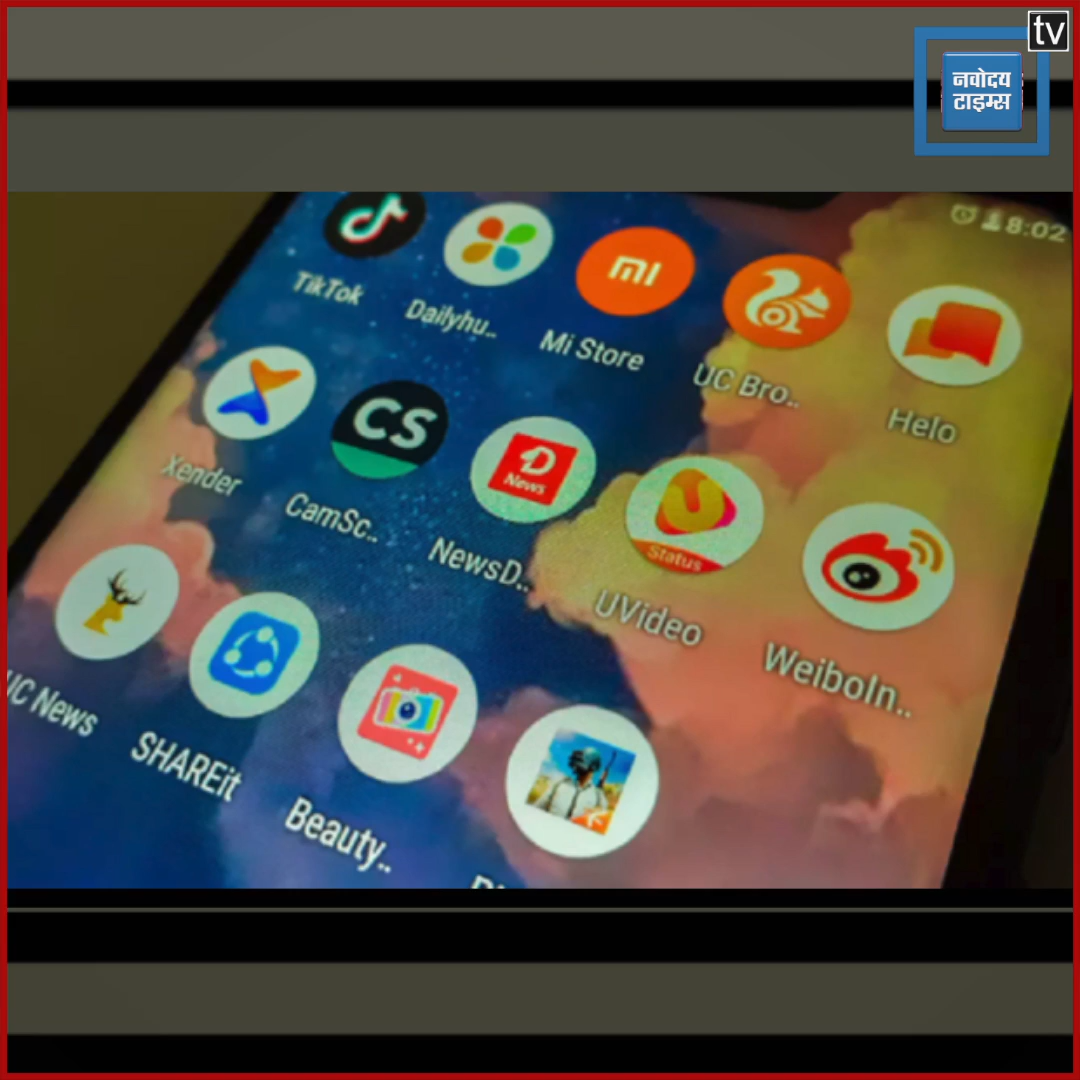 tv
नवोदय
टाइम्स
8:02
TikTok
Dailyhu..
Mi Store
UC Bro..
Helo
Xender
CS
CamSc..
News
NewsD..
Status
UVideo
WeiboIn..
UC News
SHAREit
Beauty..